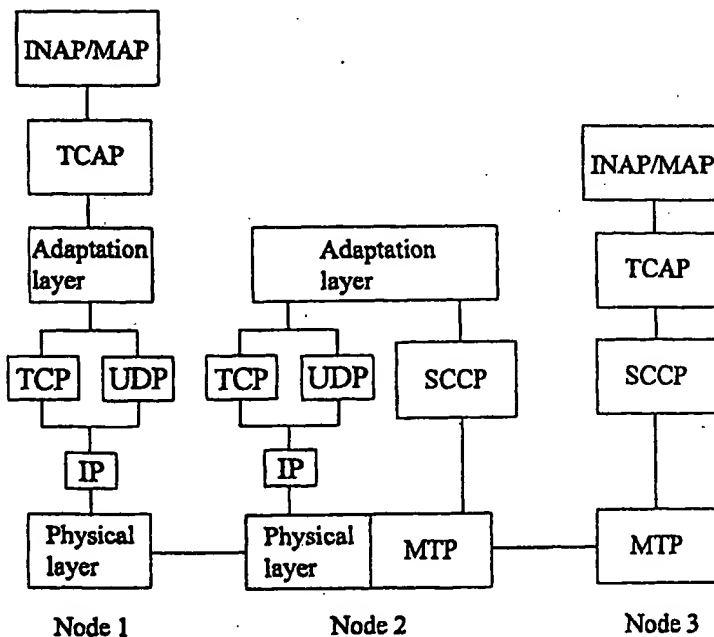 INAP/MAP
TCAP
Adaptation
layer
TCP
UDP
IP
Physical
layer
Node 1
Adaptation
layer
TCP
UDP
SCCP
IP
Physical
layer
MTP
Node 2
INAP/MAP
TCAP
SCCP
MTP
Node 3